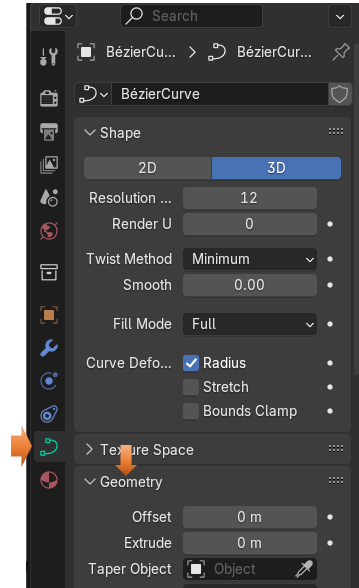 Search
BézierCu... > BézierCur...
BézierCurve
Shape
2D 3D
Resolution ... 12
Render U 0
Twist Method Minimum
Smooth 0.00
Fill Mode Full
Curve Defo... Radius
Stretch
Bounds Clamp
Texture Space
Geometry
Offset 0 m
Extrude 0 m
Taper Object Object